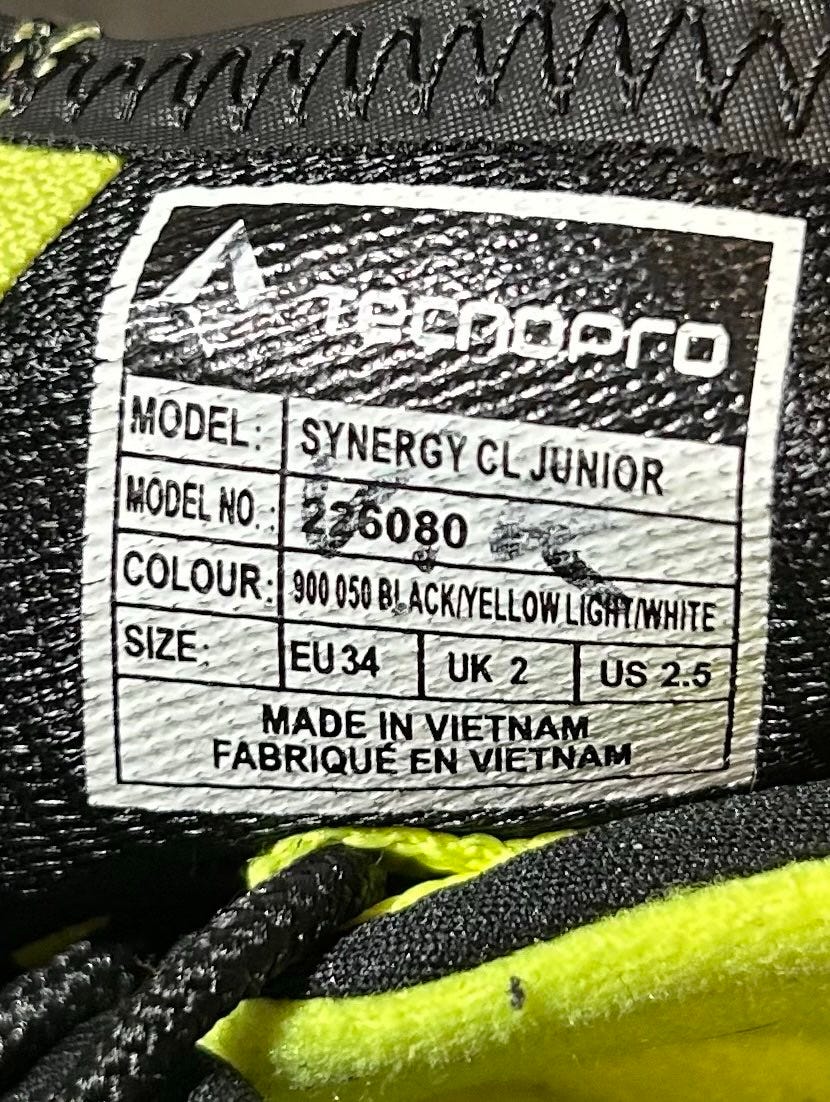 TECNOPRO
MODEL: SYNERGY CL JUNIOR
MODEL NO.: 226080
COLOUR: 900 050 BLACK/YELLOW LIGHT/WHITE
SIZE: EU 34 UK 2 US 2.5
MADE IN VIETNAM
FABRIQUÉ EN VIETNAM